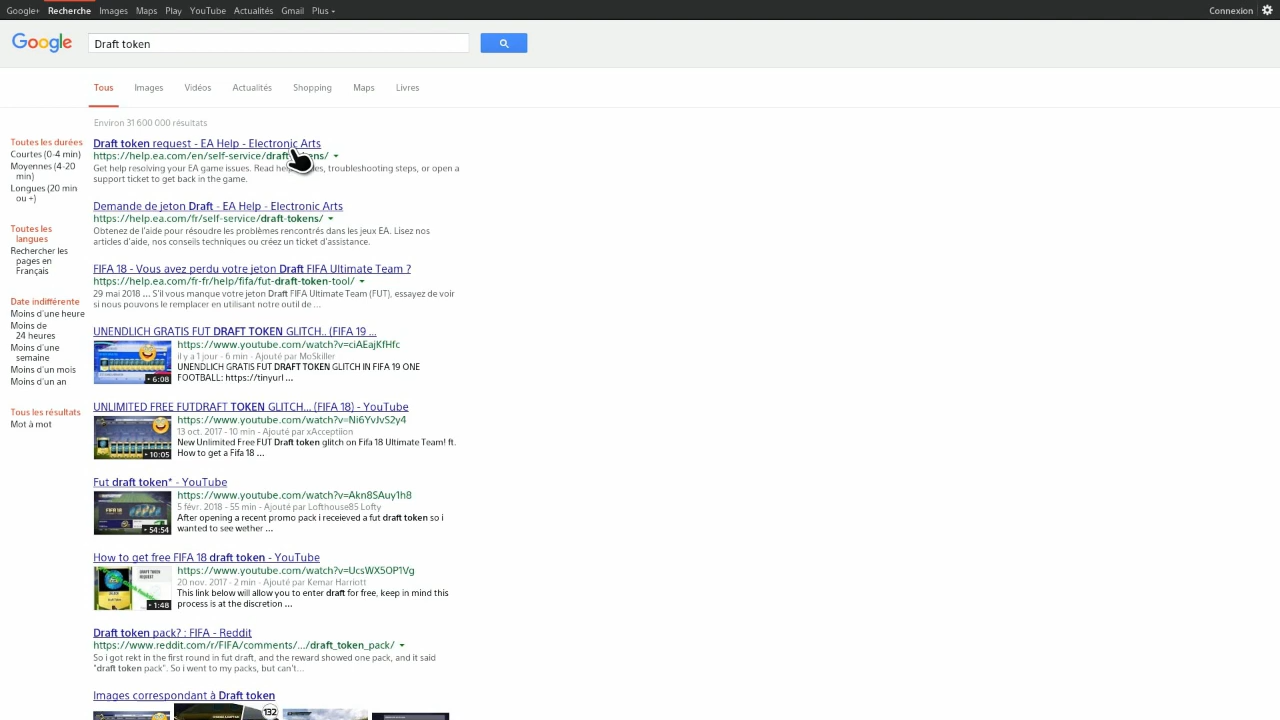 Google+ Recherche Images Maps Play YouTube Actualités Gmail Plus Connexion
Google Draft token
Tous Images Vidéos Actualités Shopping Maps Livres
Environ 31 600 000 résultats
Toutes les durées
Courtes (0-4 min)
Moyennes (4-20
min)
Longues (20 min
ou +)
Toutes les
langues
Rechercher les
pages en
Français
Date indifférente
Moins d'une heure
Moins de
24 heures
Moins d'une
semaine
Moins d'un mois
Moins d'un an
Tous les résultats
Mot à mot
Draft token request - EA Help - Electronic Arts
https://help.ea.com/en/self-service/draft-tokens/
Get help resolving your EA game issues. Read troubleshooting steps, or open a
support ticket to get back in the game.
Demande de jeton Draft - EA Help - Electronic Arts
https://help.ea.com/fr/self-service/draft-tokens/
Obtenez de l'aide pour résoudre les problèmes rencontrés dans les jeux EA. Lisez nos
articles d'aide, nos conseils techniques ou créez un ticket d'assistance.
FIFA 18 - Vous avez perdu votre jeton Draft FIFA Ultimate Team ?
https://help.ea.com/fr-fr/help/fifa/fut-draft-token-tool/
29 mai 2018 ... S'il vous manque votre jeton Draft FIFA Ultimate Team (FUT), essayez de voir
si nous pouvons le remplacer en utilisant notre outil de ...
UNENDLICH GRATIS FUT DRAFT TOKEN GLITCH.. (FIFA 19 ...
https://www.youtube.com/watch?v=ciAEajKfHfc
il y a 1 jour - 6 min - Ajouté par MoSkiller
UNENDLICH GRATIS FUT DRAFT TOKEN GLITCH IN FIFA 19 ONE
FOOTBALL: https://tinyurl ...
6:08
UNLIMITED FREE FUTDRAFT TOKEN GLITCH... (FIFA 18) - YouTube
https://www.youtube.com/watch?v=Ni6YvJvS2y4
13 oct. 2017 - 10 min - Ajouté par xAcceptiion
New Unlimited Free FUT Draft token glitch on Fifa 18 Ultimate Team! ft.
How to get a Fifa 18 ...
10:05
Fut draft token* - YouTube
https://www.youtube.com/watch?v=Akn8SAuy1h8
5 févr. 2018 - 55 min - Ajouté par Lofthouse85 Lofty
After opening a recent promo pack i receieved a fut draft token so i
wanted to see wether ...
54:54
How to get free FIFA 18 draft token - YouTube
https://www.youtube.com/watch?v=UcsWX5OP1Vg
20 nov. 2017 - 2 min - Ajouté par Kemar Harriott
This link below will allow you to enter draft for free, keep in mind this
process is at the discretion ...
1:48
Draft token pack? : FIFA - Reddit
https://www.reddit.com/r/FIFA/comments/.../draft_token_pack/
So i got rekt in the first round in fut draft, and the reward showed one pack, and it said
"draft token pack". So i went to my packs, but can't...
Images correspondant à Draft token
132